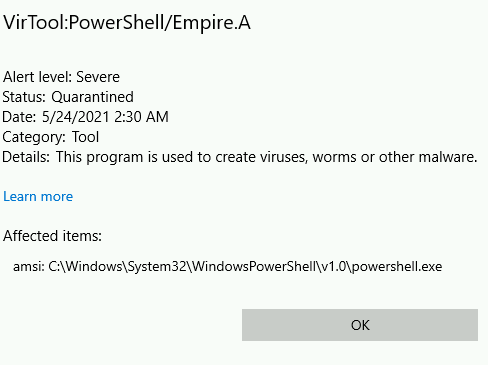 VirTool:PowerShell/Empire.A
Alert level: Severe
Status: Quarantined
Date: 5/24/2021 2:30 AM
Category: Tool
Details: This program is used to create viruses, worms or other malware.
Learn more
Affected items:
amsi: C:\Windows\System32\WindowsPowerShell\v1.0\powershell.exe
OK